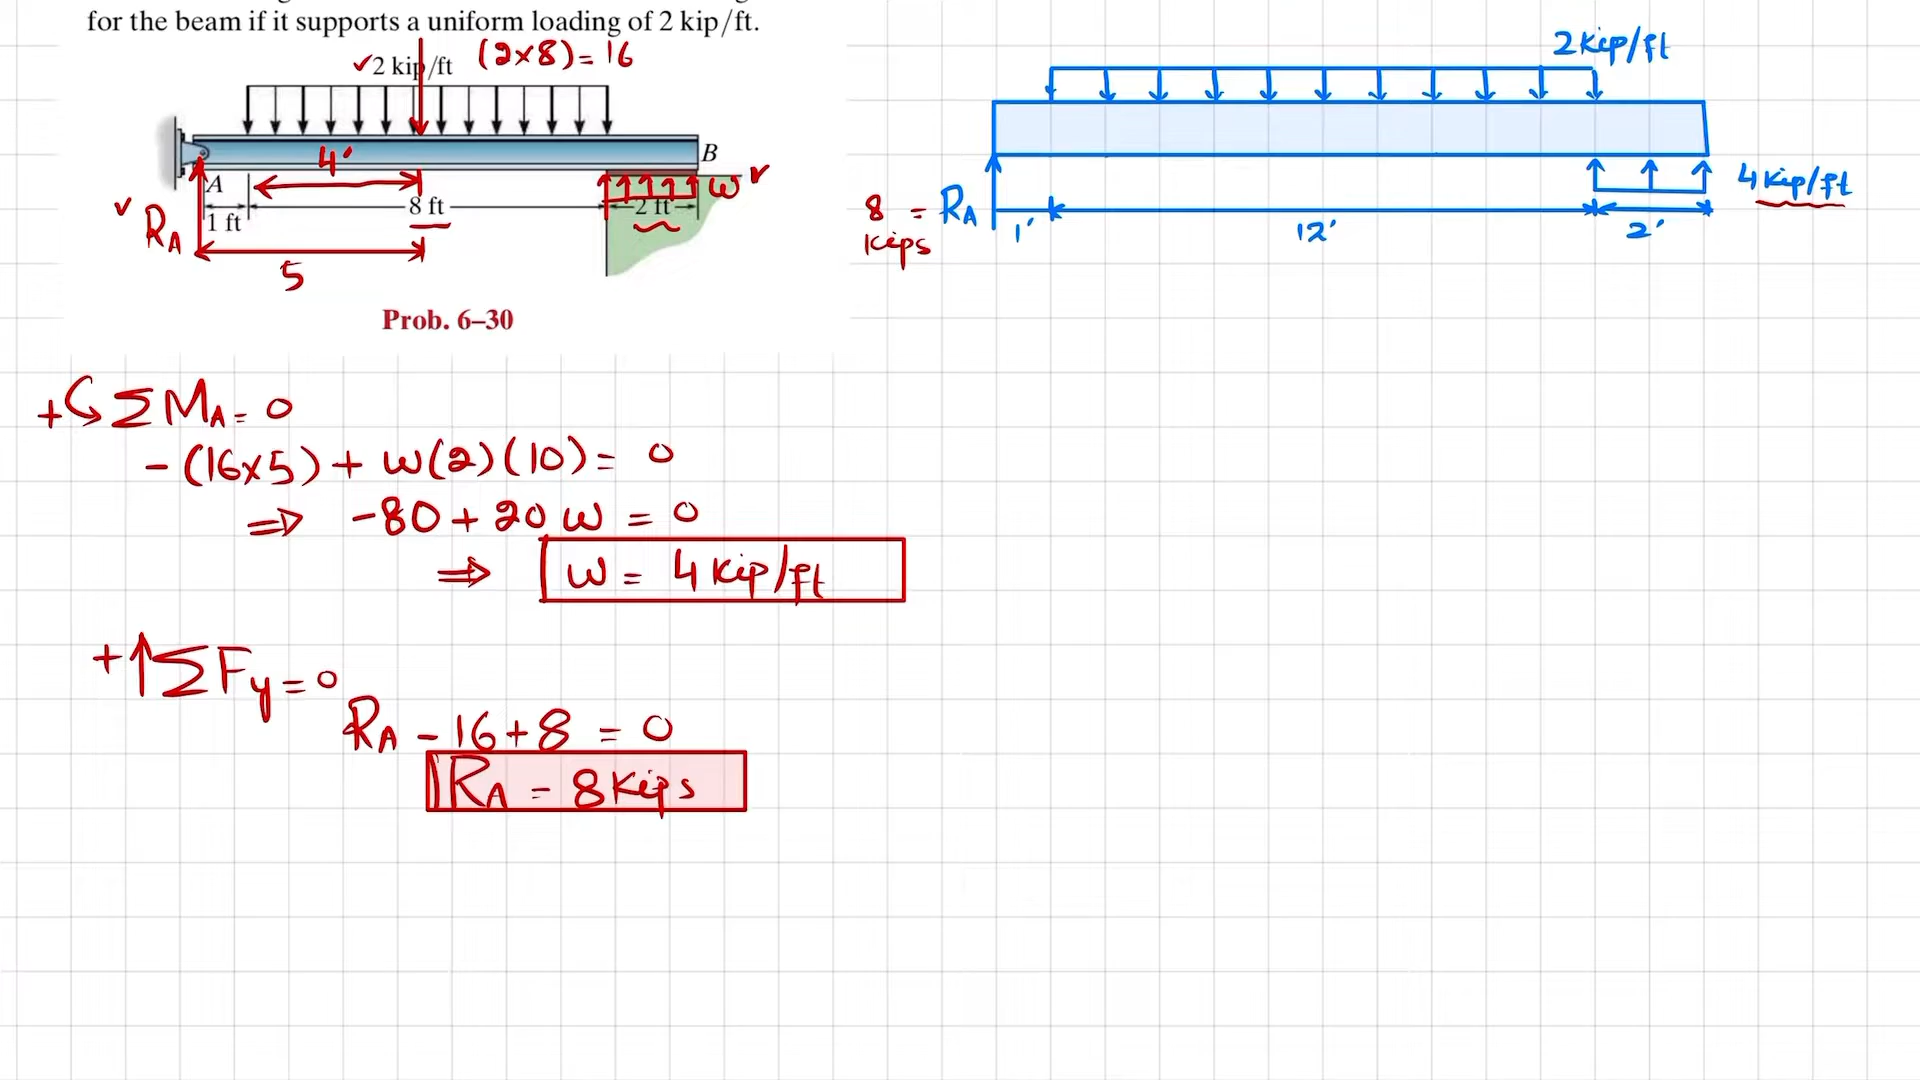 for the beam if it supports a uniform loading of 2 kip/ft.
✓2 kip/ft (2×8)=16
4'
B
A
w ✓
✓ R_A
1 ft
8 ft
2 ft
5
Prob. 6–30
2 Kip/ft
4 Kip/ft
8 Kips = R_A
1' 12' 2'
+ ΣM_A = 0
-(16×5) + w(2)(10) = 0
⇒ -80 + 20 w = 0
⇒ w = 4 Kip/ft
+↑ΣFy = 0
R_A - 16 + 8 = 0
R_A = 8 Kips